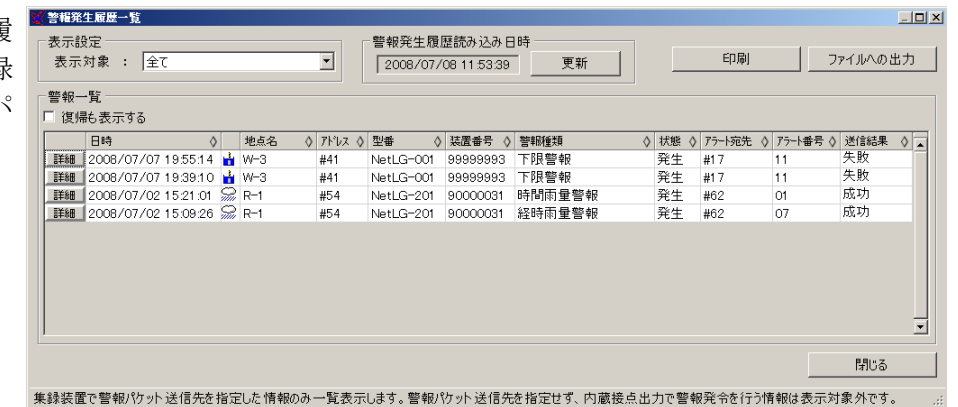 履
録
パ
警報発生履歴一覧
表示設定
表示対象 ： 全て
警報発生履歴読み込み日時
2008/07/08 11:53:39 更新
印刷 ファイルへの出力
警報一覧
復帰も表示する
日時 地点名 アドレス 型番 装置番号 警報種類 状態 アラート宛先 アラート番号 送信結果
詳細 2008/07/07 19:55:14 W-3 #41 NetLG-001 99999993 下限警報 発生 #17 11 失敗
詳細 2008/07/07 19:39:10 W-3 #41 NetLG-001 99999993 下限警報 発生 #17 11 失敗
詳細 2008/07/02 15:21:01 R-1 #54 NetLG-201 90000031 時間雨量警報 発生 #62 01 成功
詳細 2008/07/02 15:09:26 R-1 #54 NetLG-201 90000031 経時雨量警報 発生 #62 07 成功
閉じる
集録装置で警報パケット送信先を指定した情報のみ一覧表示します。警報パケット送信先を指定せず、内蔵接点出力で警報発令を行う情報は表示対象外です。